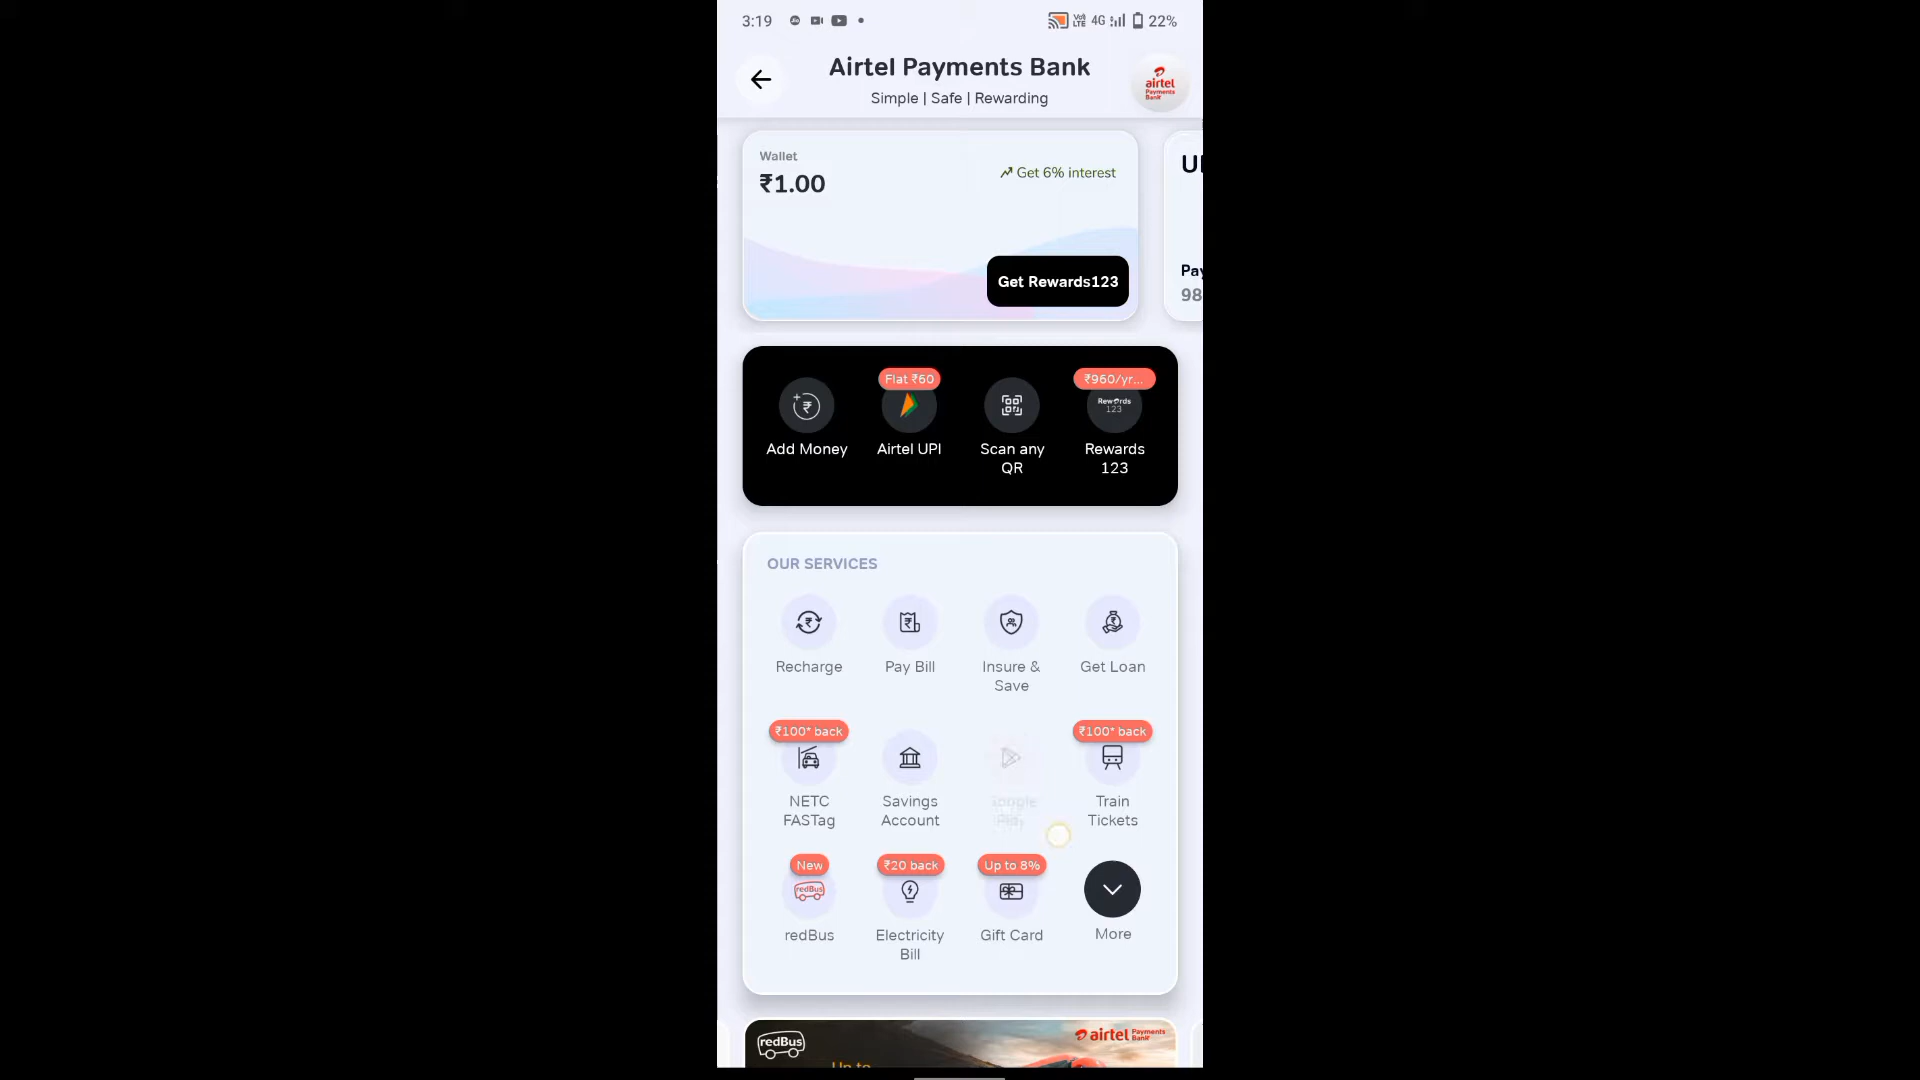 3:19
VoLTE 4G 22%
Airtel Payments Bank
Simple | Safe | Rewarding
airtel
Payments
Bank
Wallet
₹1.00
Get 6% interest
Get Rewards123
Pay
98
Flat ₹60
₹960/yr...
Rewards
123
Add Money
Airtel UPI
Scan any
QR
Rewards
123
OUR SERVICES
Recharge
Pay Bill
Insure &
Save
Get Loan
₹100* back
₹100* back
NETC
FASTag
Savings
Account
Google
Play
Train
Tickets
New
₹20 back
Up to 8%
redBus
redBus
Electricity
Bill
Gift Card
More
redBus
airtel Payments
Bank
Up to